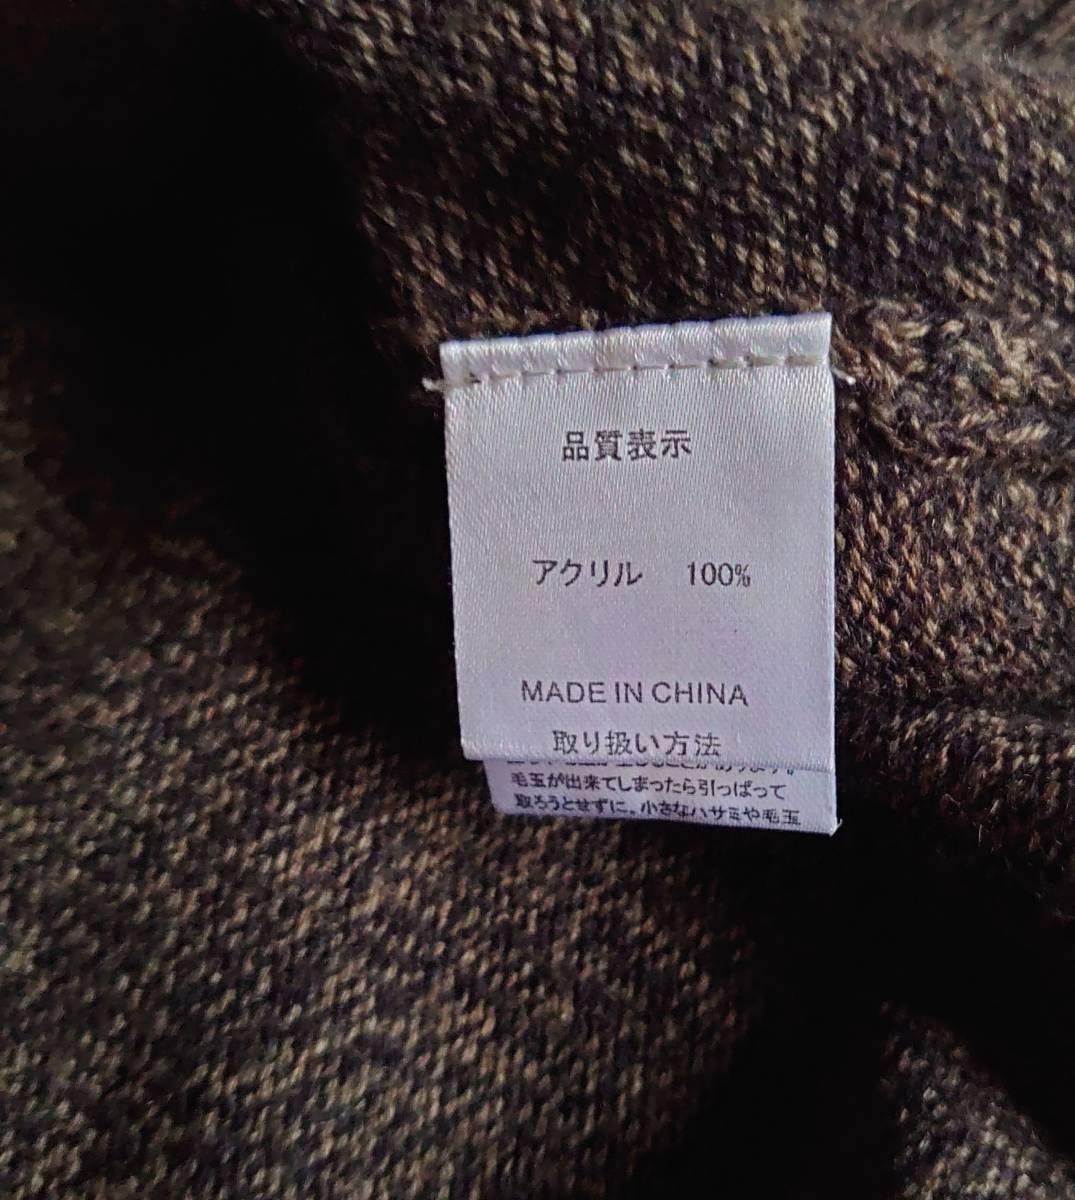 品質表示
アクリル 100%
MADE IN CHINA
取り扱い方法
毛玉が出来てしまったら引っぱって
取ろうとせずに。小さなハサミや毛玉